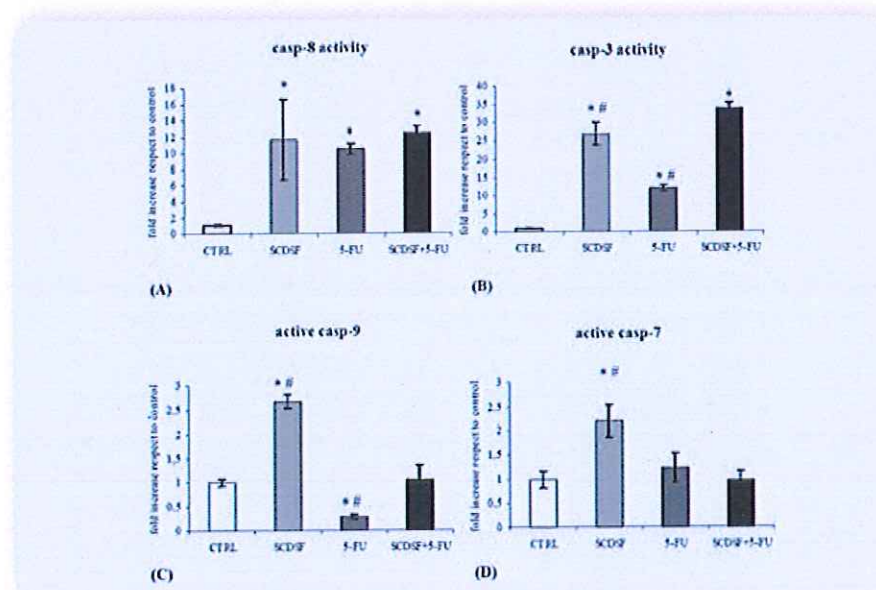 casp-8 activity
fold increase respect to control
18
16
14
12
10
8
6
4
2
0
*
*
*
CTRL SCDSF 5-FU SCDSF+5-FU
(A)
casp-3 activity
fold increase respect to control
40
35
30
25
20
15
10
5
0
* #
* #
*
CTRL SCDSF 5-FU SCDSF+5-FU
(B)
active casp-9
fold increase respect to control
3
2,5
2
1,5
1
0,5
0
* #
* #
CTRL SCDSF 5-FU SCDSF+5-FU
(C)
active casp-7
fold increase respect to control
3
2,5
2
1,5
1
0,5
0
* #
CTRL SCDSF 5-FU SCDSF+5-FU
(D)